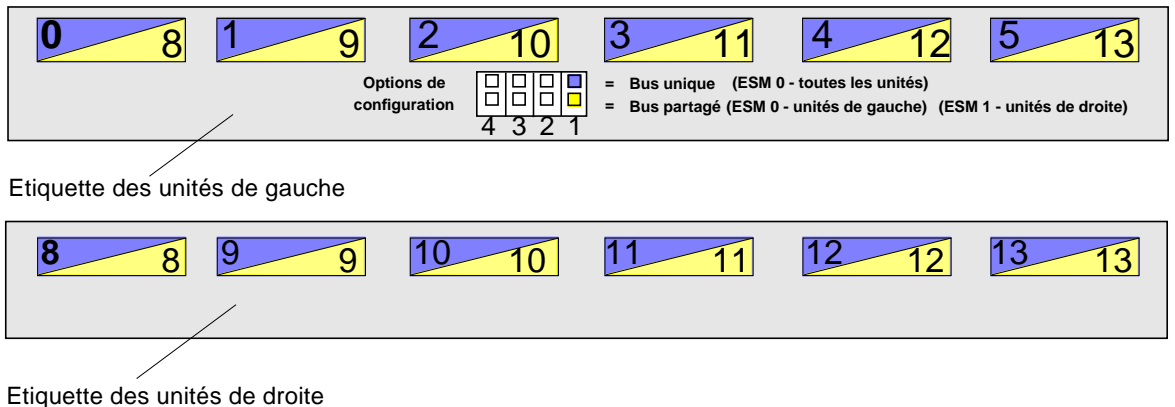 0 8 1 9 2 10 3 11 4 12 5 13
Options de = Bus unique (ESM 0 - toutes les unités)
configuration = Bus partagé (ESM 0 - unités de gauche) (ESM 1 - unités de droite)
4 3 2 1
Etiquette des unités de gauche
8 8 9 9 10 10 11 11 12 12 13 13
Etiquette des unités de droite